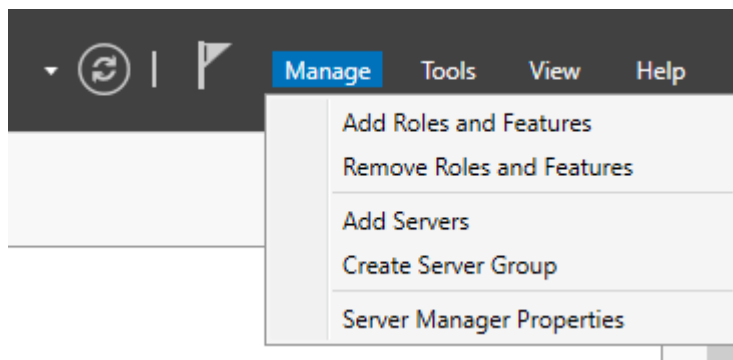 Manage Tools View Help
Add Roles and Features
Remove Roles and Features
Add Servers
Create Server Group
Server Manager Properties